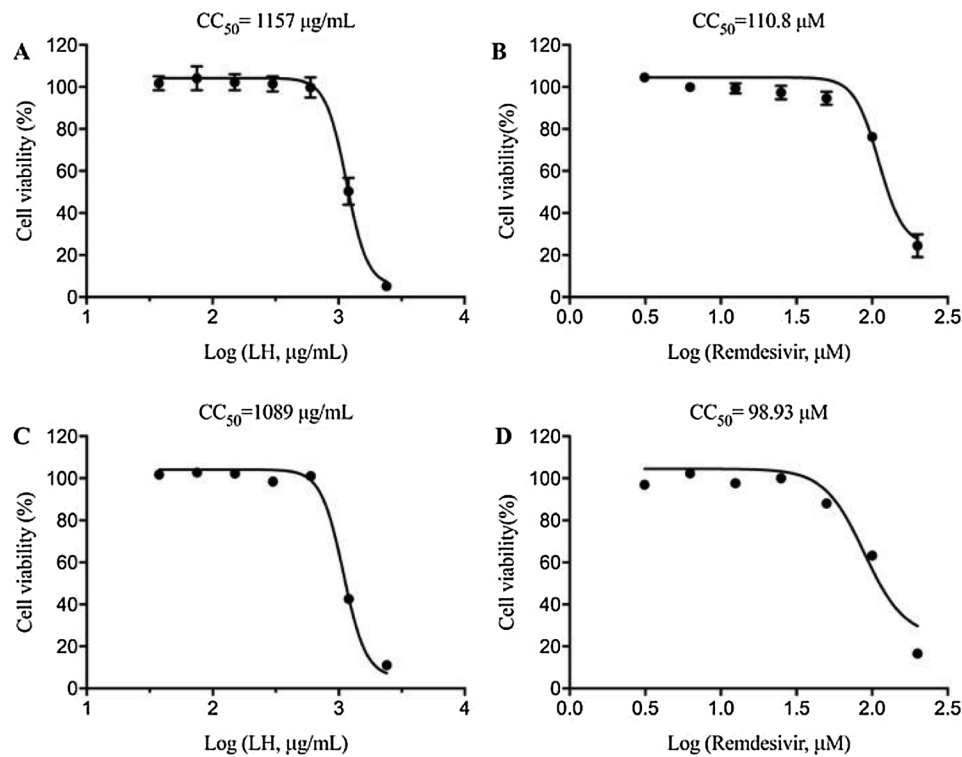 CC50= 1157 μg/mL
A
120
100
80
60
40
20
0
Cell viability (%)
1 2 3 4
Log (LH, μg/mL)
CC50=110.8 μM
B
120
100
80
60
40
20
0
Cell viability(%)
0.0 0.5 1.0 1.5 2.0 2.5
Log (Remdesivir, μM)
CC50=1089 μg/mL
C
120
100
80
60
40
20
0
Cell viability (%)
1 2 3 4
Log (LH, μg/mL)
CC50= 98.93 μM
D
120
100
80
60
40
20
0
Cell viability(%)
0.0 0.5 1.0 1.5 2.0 2.5
Log (Remdesivir, μM)